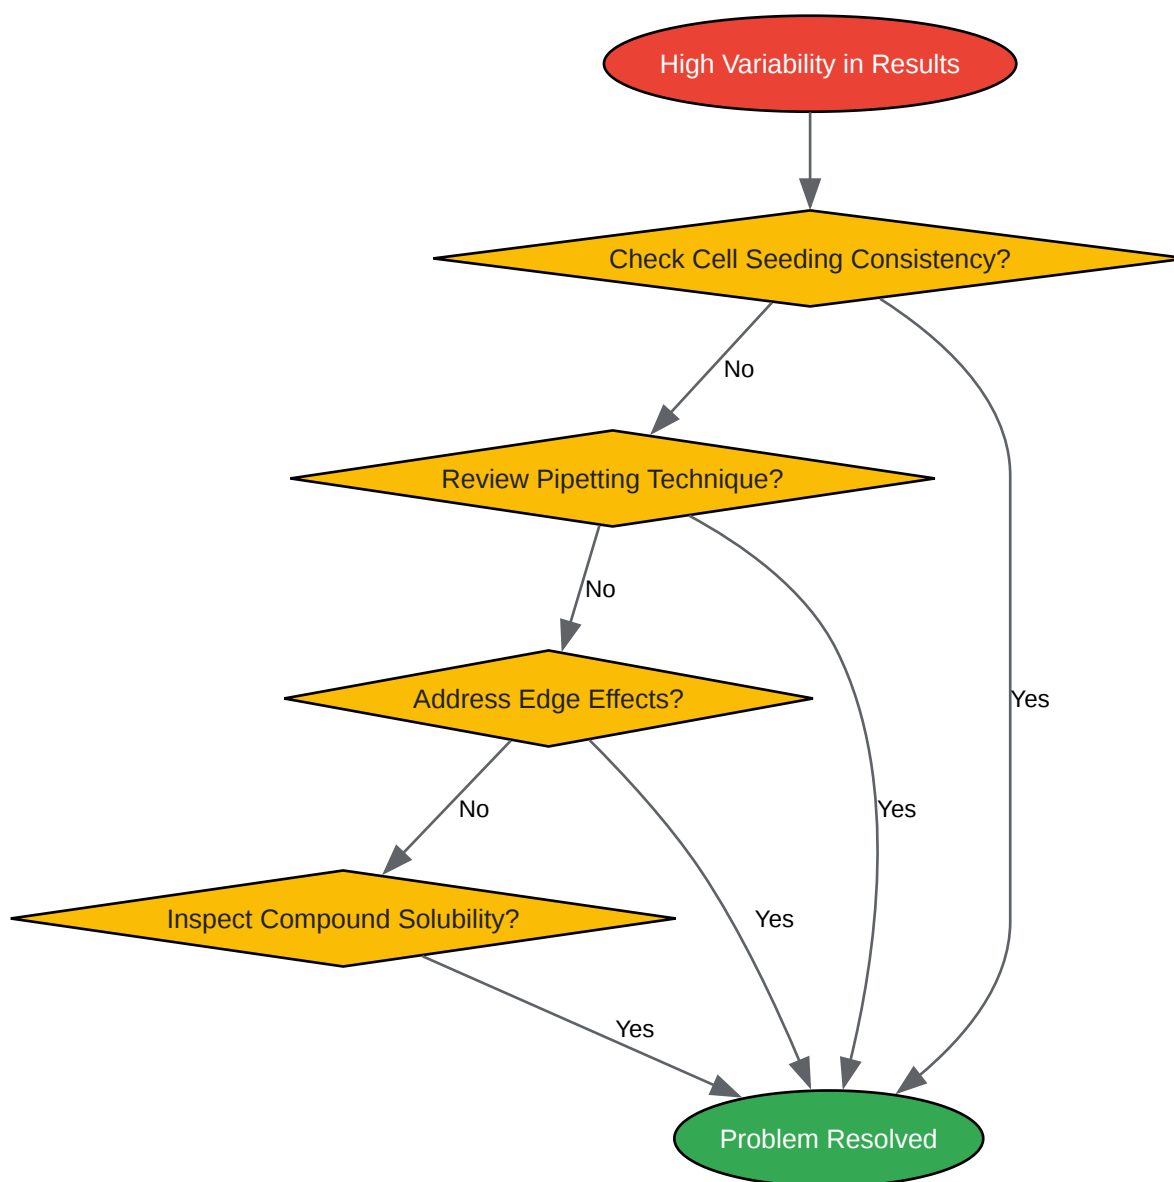 High Variability in Results
Check Cell Seeding Consistency?
No
Review Pipetting Technique?
No
Address Edge Effects?
Yes
No
Yes
Inspect Compound Solubility?
Yes
Yes
Problem Resolved